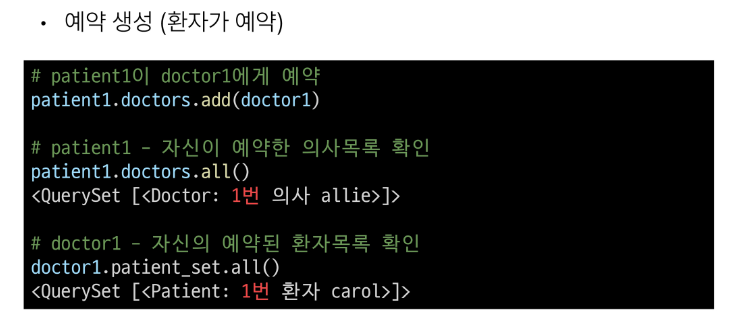 • 예약 생성 (환자가 예약)
# patient1이 doctor1에게 예약
patient1.doctors.add(doctor1)
# patient1 – 자신이 예약한 의사목록 확인
patient1.doctors.all()
<QuerySet [<Doctor: 1번 의사 allie>]>
# doctor1 – 자신의 예약된 환자목록 확인
doctor1.patient_set.all()
<QuerySet [<Patient: 1번 환자 carol>]>